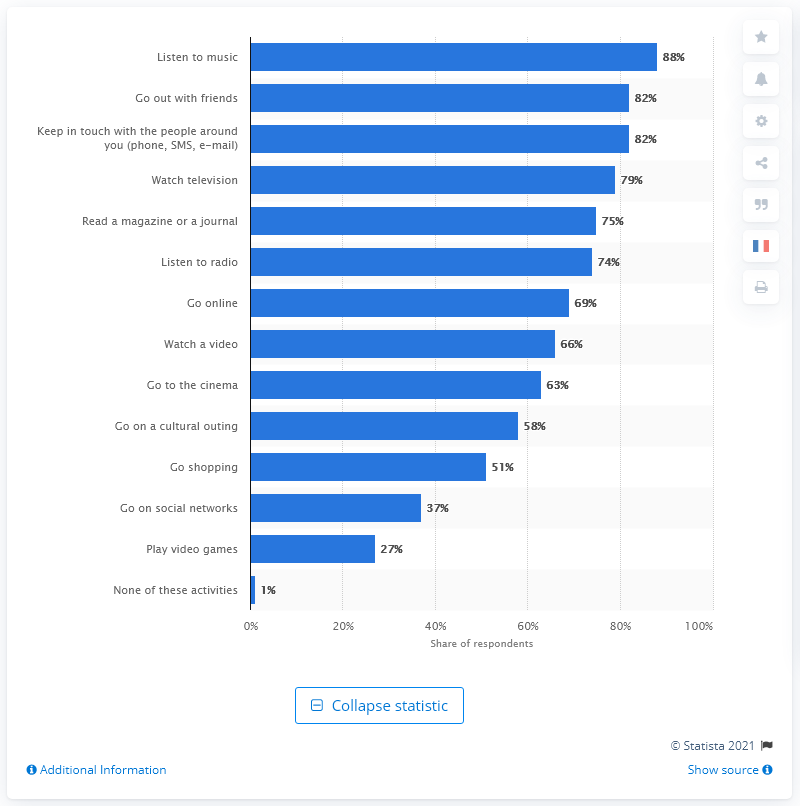 Listen to music
88%
Go out with friends
82%
Keep in touch with the people around
you (phone, SMS, e-mail)
82%
Watch television
79%
Read a magazine or a journal
75%
Listen to radio
74%
Go online
69%
Watch a video
66%
Go to the cinema
63%
Go on a cultural outing
58%
Go shopping
51%
Go on social networks
37%
Play video games
27%
None of these activities
1%
0% 20% 40% 60% 80% 100%
Share of respondents
Collapse statistic
© Statista 2021
Additional Information
Show source